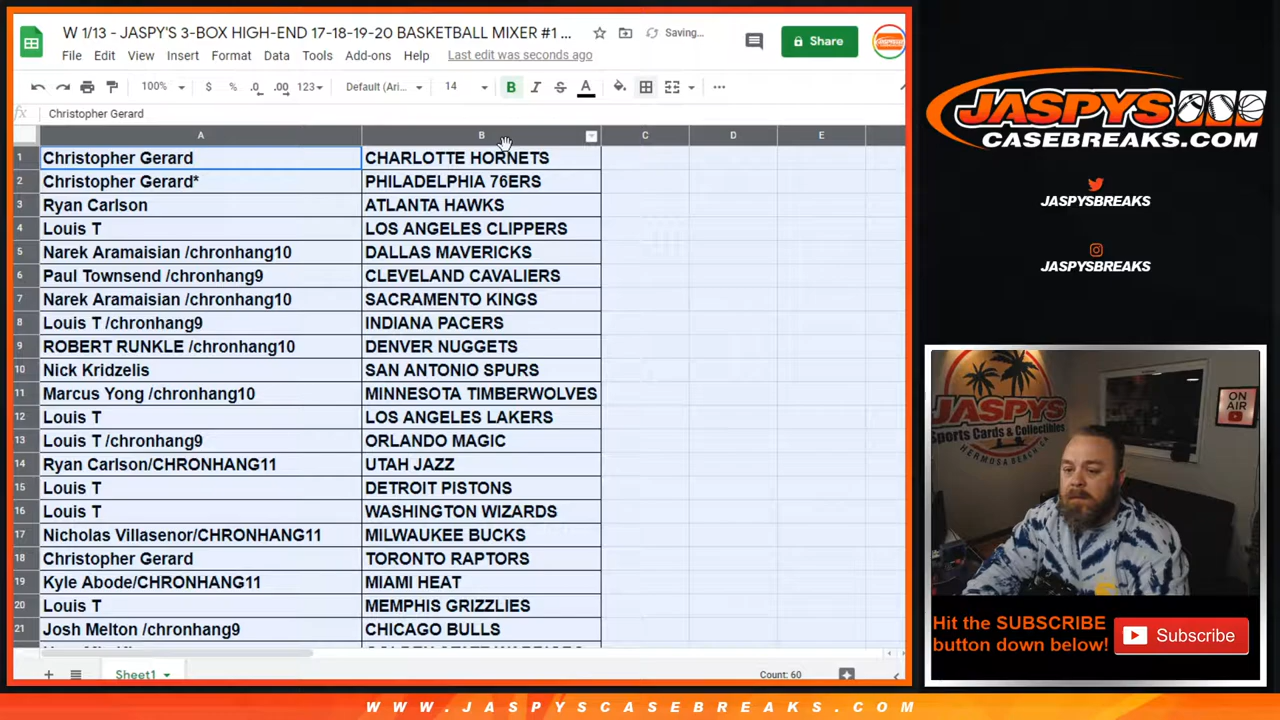 W 1/13 - JASPY'S 3-BOX HIGH-END 17-18-19-20 BASKETBALL MIXER #1 ...
Saving...
Share
File Edit View Insert Format Data Tools Add-ons Help Last edit was seconds ago
100% $ % .0 .00 123 Default (Ari... 14 B I S A ...
fx Christopher Gerard
A B C D E
1 Christopher Gerard CHARLOTTE HORNETS
2 Christopher Gerard* PHILADELPHIA 76ERS
3 Ryan Carlson ATLANTA HAWKS
4 Louis T LOS ANGELES CLIPPERS
5 Narek Aramaisian /chronhang10 DALLAS MAVERICKS
6 Paul Townsend /chronhang9 CLEVELAND CAVALIERS
7 Narek Aramaisian /chronhang10 SACRAMENTO KINGS
8 Louis T /chronhang9 INDIANA PACERS
9 ROBERT RUNKLE /chronhang10 DENVER NUGGETS
10 Nick Kridzelis SAN ANTONIO SPURS
11 Marcus Yong /chronhang10 MINNESOTA TIMBERWOLVES
12 Louis T LOS ANGELES LAKERS
13 Louis T /chronhang9 ORLANDO MAGIC
14 Ryan Carlson/CHRONHANG11 UTAH JAZZ
15 Louis T DETROIT PISTONS
16 Louis T WASHINGTON WIZARDS
17 Nicholas Villasenor/CHRONHANG11 MILWAUKEE BUCKS
18 Christopher Gerard TORONTO RAPTORS
19 Kyle Abode/CHRONHANG11 MIAMI HEAT
20 Louis T MEMPHIS GRIZZLIES
21 Josh Melton /chronhang9 CHICAGO BULLS
Sheet1
Count: 60
JASPYS
CASEBREAKS.COM
JASPYSBREAKS
JASPYSBREAKS
JASPYS
Sports Cards & Collectibles
HERMOSA BEACH CA
ON AIR
Hit the SUBSCRIBE
button down below!
Subscribe
WWW.JASPYSCASEBREAKS.COM